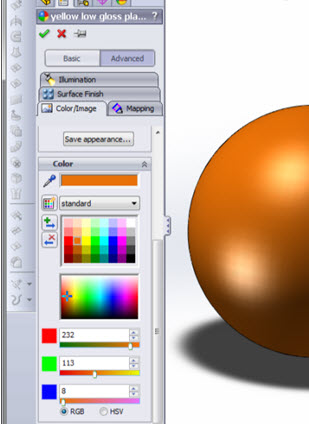 yellow low gloss pla... ?
Basic Advanced
Illumination
Surface Finish
Color/Image Mapping
Save appearance...
Color
standard
232
113
8
RGB HSV